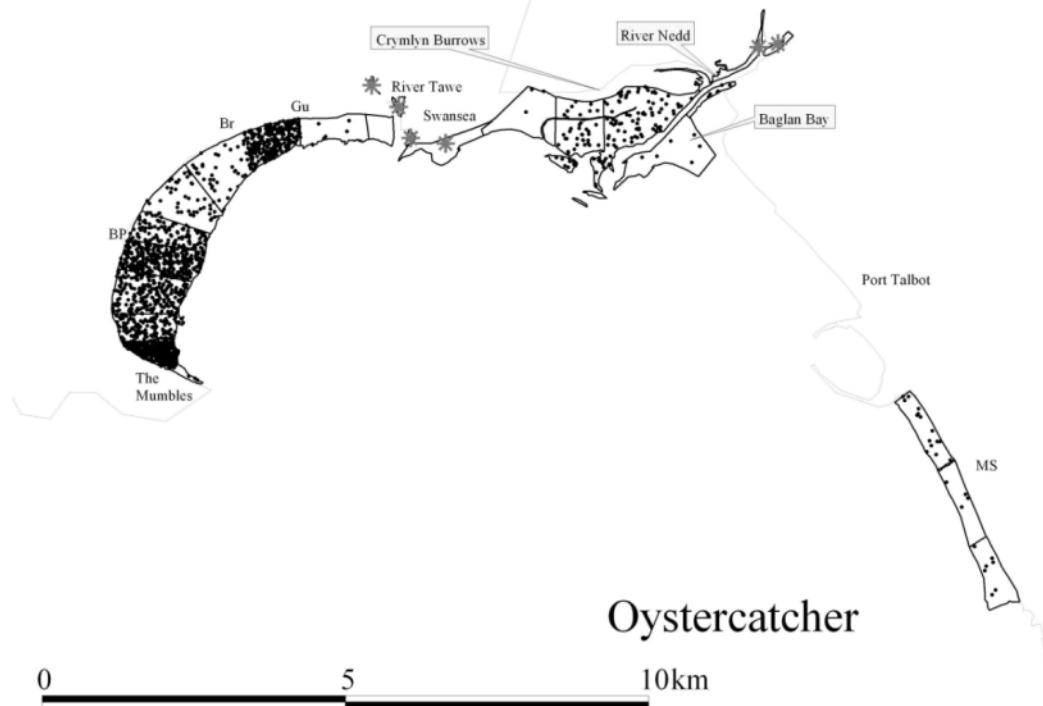 Crymlyn Burrows
River Nedd
River Tawe
Gu
Swansea
Br
Baglan Bay
BP
Port Talbot
The
Mumbles
MS
Oystercatcher
0 5 10km